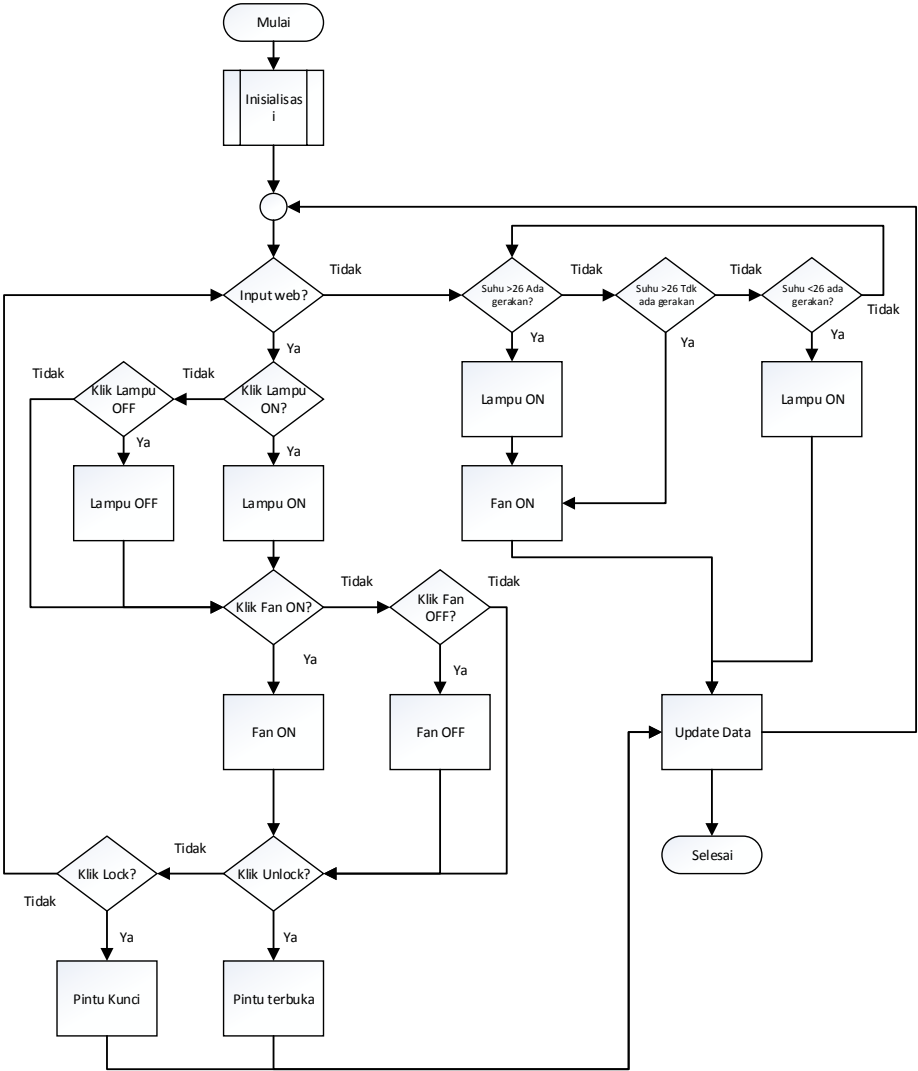 Mulai
Inisialisas
i
Input web?
Tidak
Suhu >26 Ada
gerakan?
Tidak
Suhu >26 Tdk
ada gerakan
Tidak
Suhu <26 ada
gerakan?
Tidak
Ya
Ya
Ya
Ya
Tidak
Klik Lampu
OFF
Tidak
Klik Lampu
ON?
Lampu ON
Lampu ON
Ya
Ya
Lampu OFF
Lampu ON
Fan ON
Klik Fan ON?
Tidak
Klik Fan
OFF?
Tidak
Ya
Ya
Fan ON
Fan OFF
Update Data
Klik Lock?
Tidak
Klik Unlock?
Selesai
Tidak
Ya
Ya
Pintu Kunci
Pintu terbuka